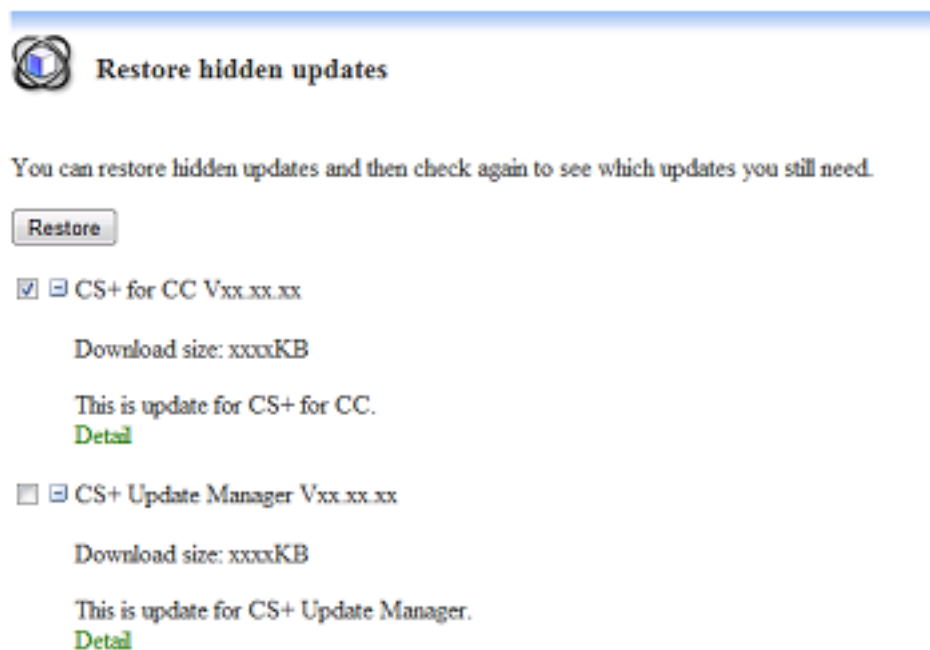 Restore hidden updates
You can restore hidden updates and then check again to see which updates you still need.
Restore
CS+ for CC Vxx.xx.xx
Download size: xxxxKB
This is update for CS+ for CC.
Detail
CS+ Update Manager Vxx.xx.xx
Download size: xxxxKB
This is update for CS+ Update Manager.
Detail